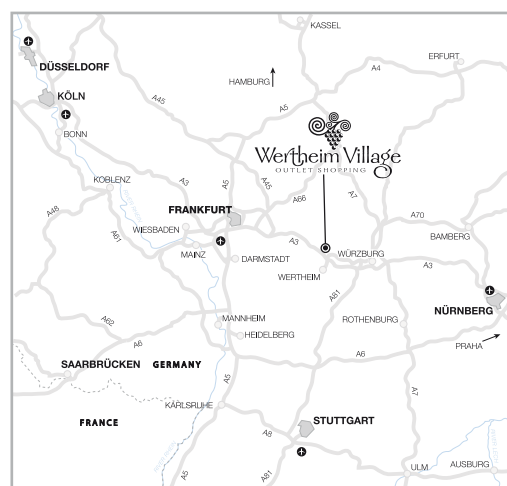 KASSEL
DÜSSELDORF
ERFURT
A4
HAMBURG
KÖLN
A45
A5
BONN
Wertheim Village
OUTLET SHOPPING
KOBLENZ
A3
A5
A45
A66
A7
A48
FRANKFURT
A70
WIESBADEN
A61
BAMBERG
MAINZ
A3
DARMSTADT
WÜRZBURG
A3
WERTHEIM
A81
NÜRNBERG
A62
MANNHEIM
ROTHENBURG
A6
HEIDELBERG
PRAHA
SAARBRÜCKEN
GERMANY
A6
A5
A7
KARLSRUHE
FRANCE
STUTTGART
A8
ULM
AUSBURG
A5
A81